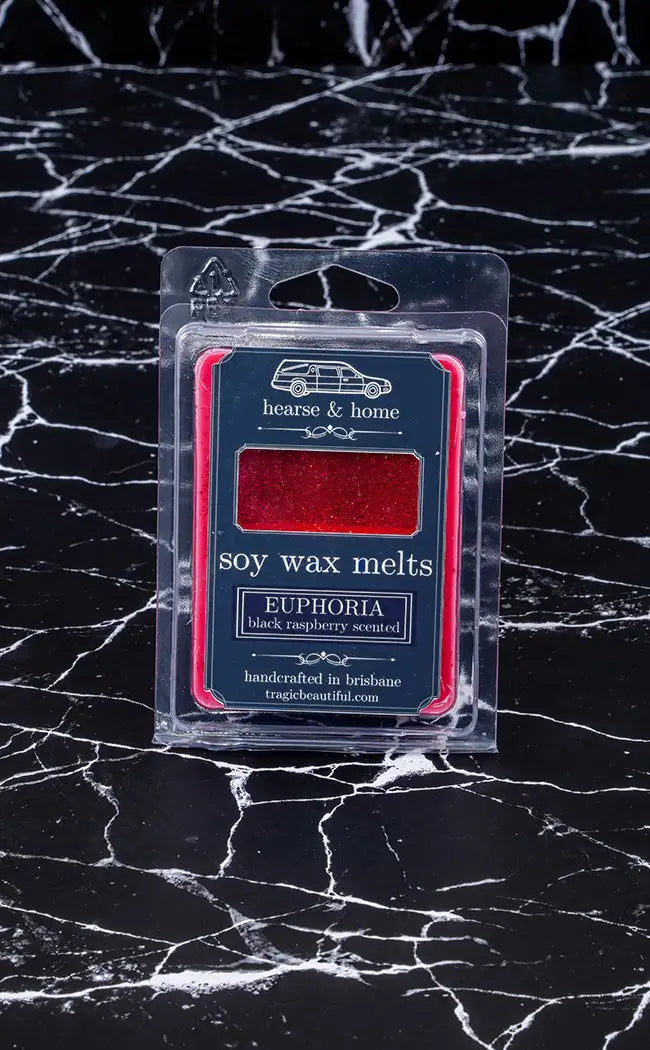 hearse & home
soy wax melts
EUPHORIA
black raspberry scented
handcrafted in brisbane
tragicbeautiful.com